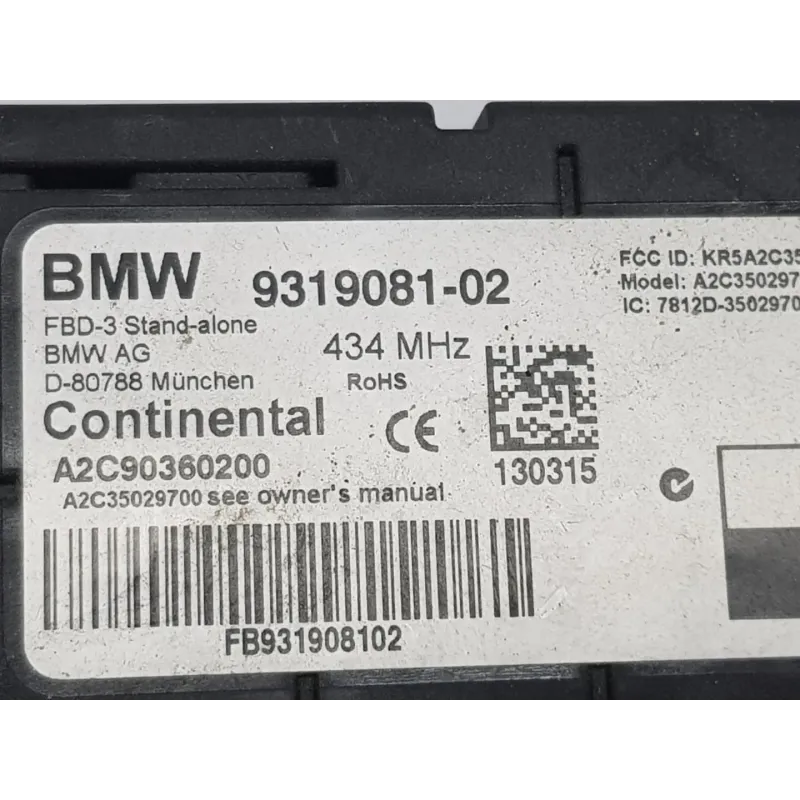 BMW 9319081-02
FBD-3 Stand-alone
BMW AG 434 MHz
D-80788 München RoHS
Continental CE
A2C90360200
130315
A2C35029700 see owner's manual
FB931908102
FCC ID: KR5A2C35
Model: A2C350297
IC: 7812D-3502970